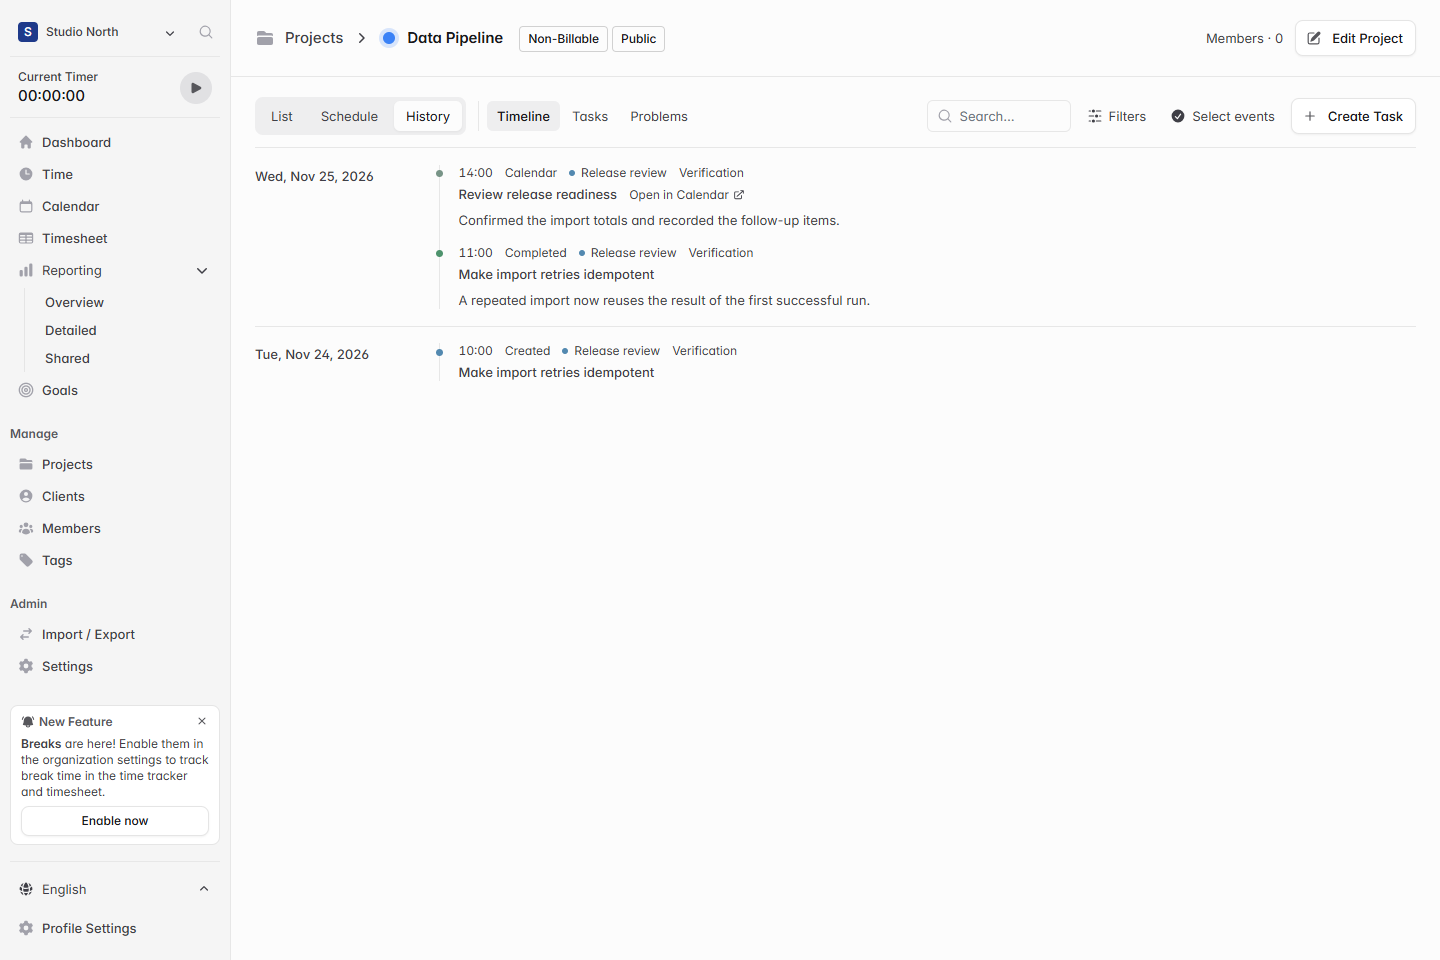 S Studio North
Current Timer
00:00:00
Dashboard
Time
Calendar
Timesheet
Reporting
Overview
Detailed
Shared
Goals
Manage
Projects
Clients
Members
Tags
Admin
Import / Export
Settings
New Feature
Breaks are here! Enable them in
the organization settings to track
break time in the time tracker
and timesheet.
Enable now
English
Profile Settings
Projects Data Pipeline Non-Billable Public Members · 0 Edit Project
List Schedule History Timeline Tasks Problems Search... Filters Select events Create Task
Wed, Nov 25, 2026
14:00 Calendar Release review Verification
Review release readiness Open in Calendar
Confirmed the import totals and recorded the follow-up items.
11:00 Completed Release review Verification
Make import retries idempotent
A repeated import now reuses the result of the first successful run.
Tue, Nov 24, 2026
10:00 Created Release review Verification
Make import retries idempotent